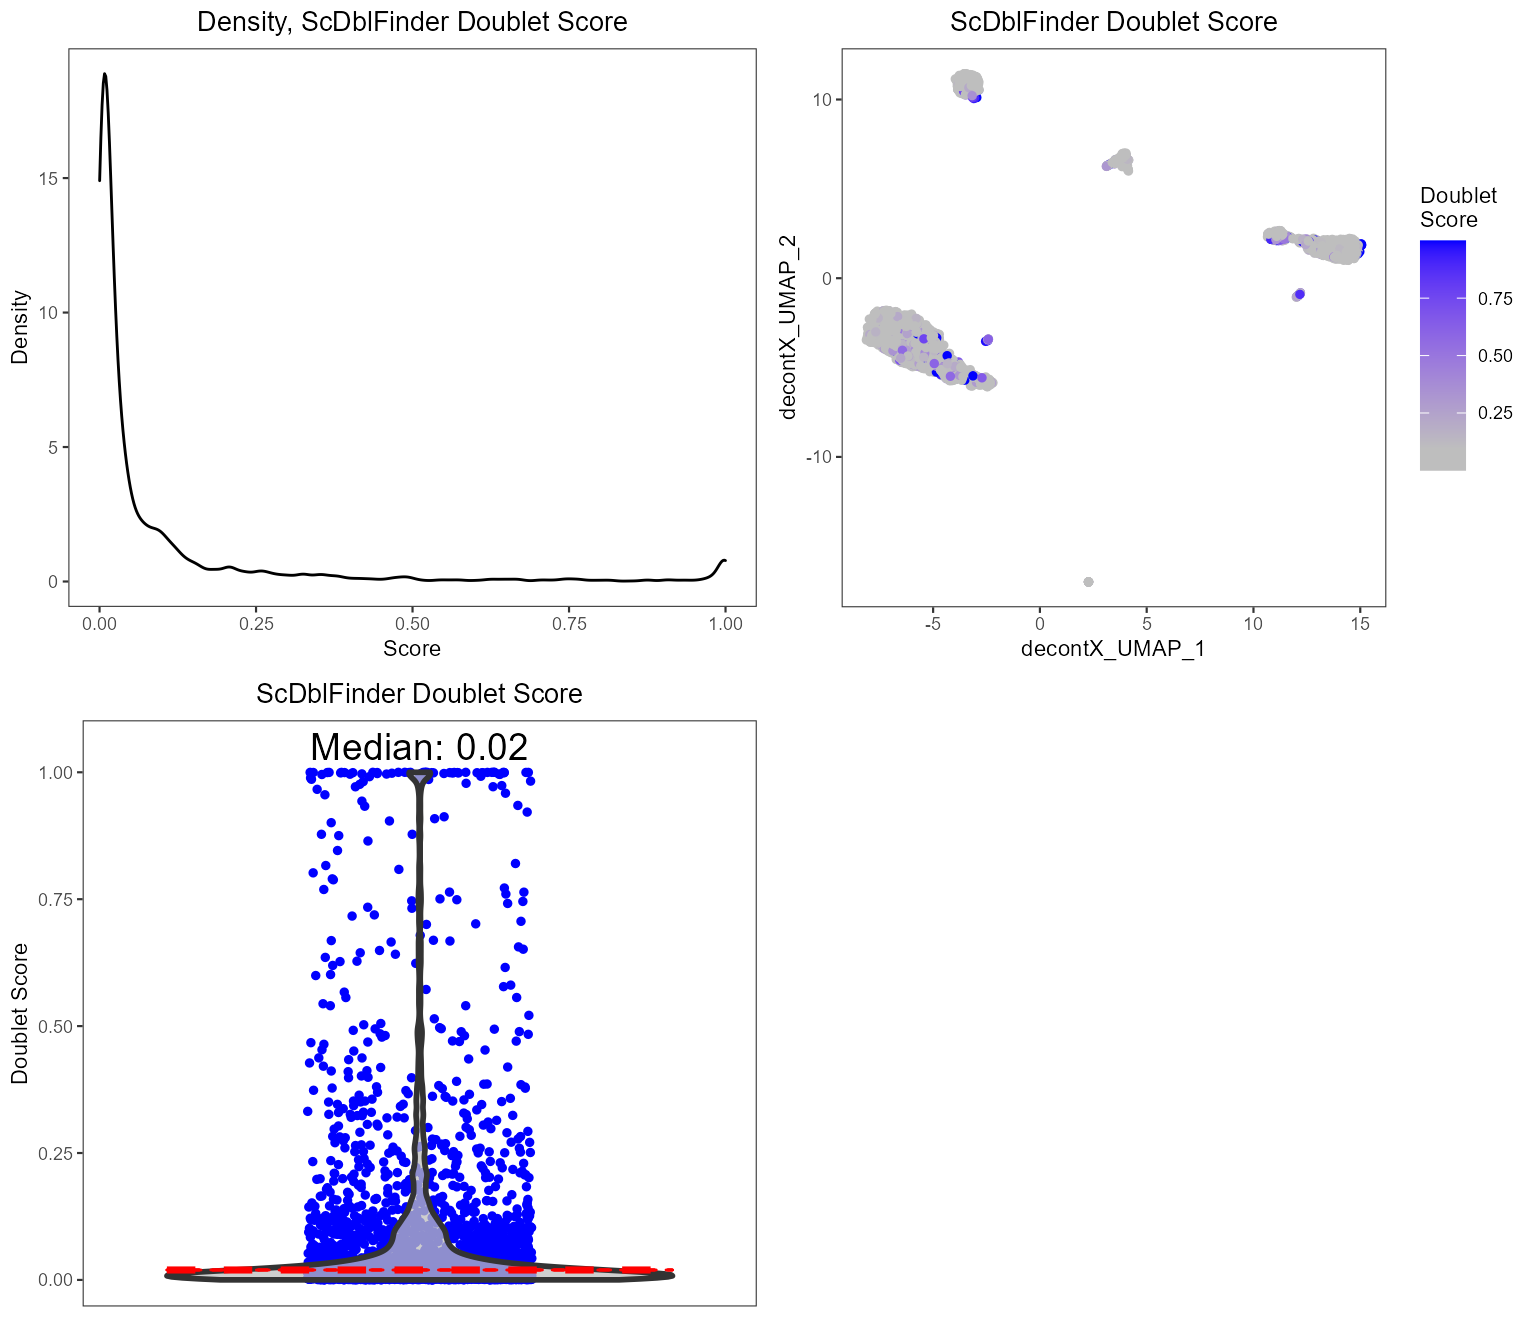 Density, ScDblFinder Doublet Score
Density
15
10
5
0
0.00 0.25 0.50 0.75 1.00
Score
ScDblFinder Doublet Score
decontX_UMAP_2
10
0
-10
-5 0 5 10 15
decontX_UMAP_1
Doublet
Score
0.75
0.50
0.25
ScDblFinder Doublet Score
Median: 0.02
Doublet Score
1.00
0.75
0.50
0.25
0.00